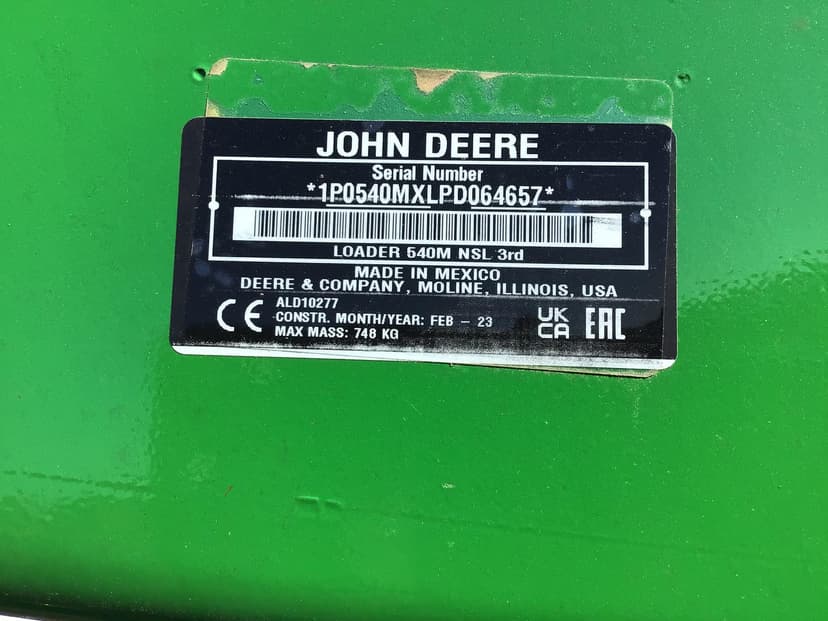 JOHN DEERE
Serial Number
*1P0540MXLPD064657*
LOADER 540M NSL 3rd
MADE IN MEXICO
DEERE & COMPANY, MOLINE, ILLINOIS, USA
ALD10277
CONSTR. MONTH/YEAR: FEB - 23
MAX MASS: 748 KG
CE
UK
CA
EAC